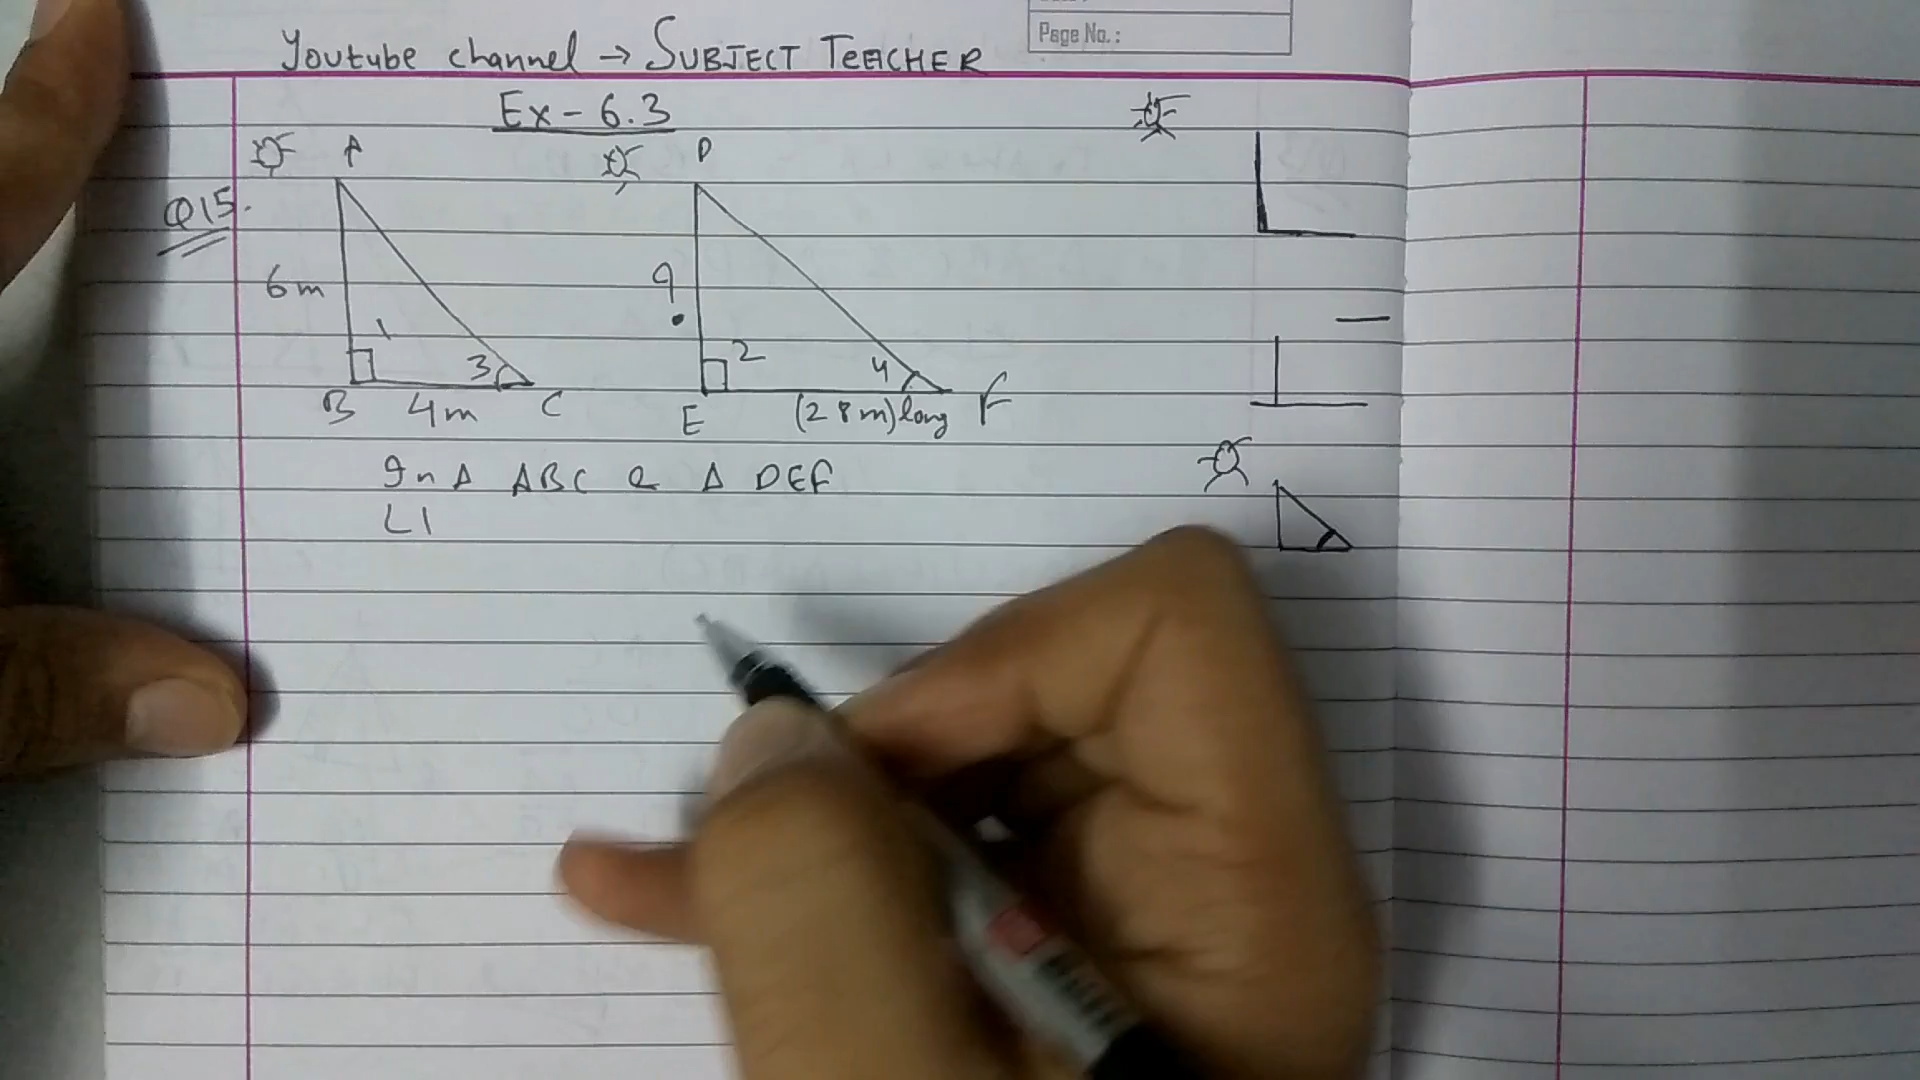 Page No. :
Youtube channel → SUBJECT TEACHER
Ex - 6.3
A D
Q15.
6m 9
1 3 2 4
B 4m C E (28m) long F
In Δ ABC & Δ DEF
∠1